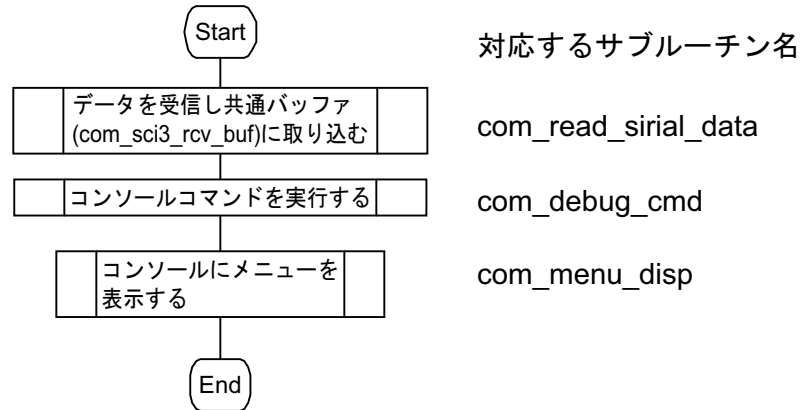 Start
対応するサブルーチン名
データを受信し共通バッファ
(com_sci3_rcv_buf)に取り込む
com_read_sirial_data
コンソールコマンドを実行する
com_debug_cmd
コンソールにメニューを
表示する
com_menu_disp
End